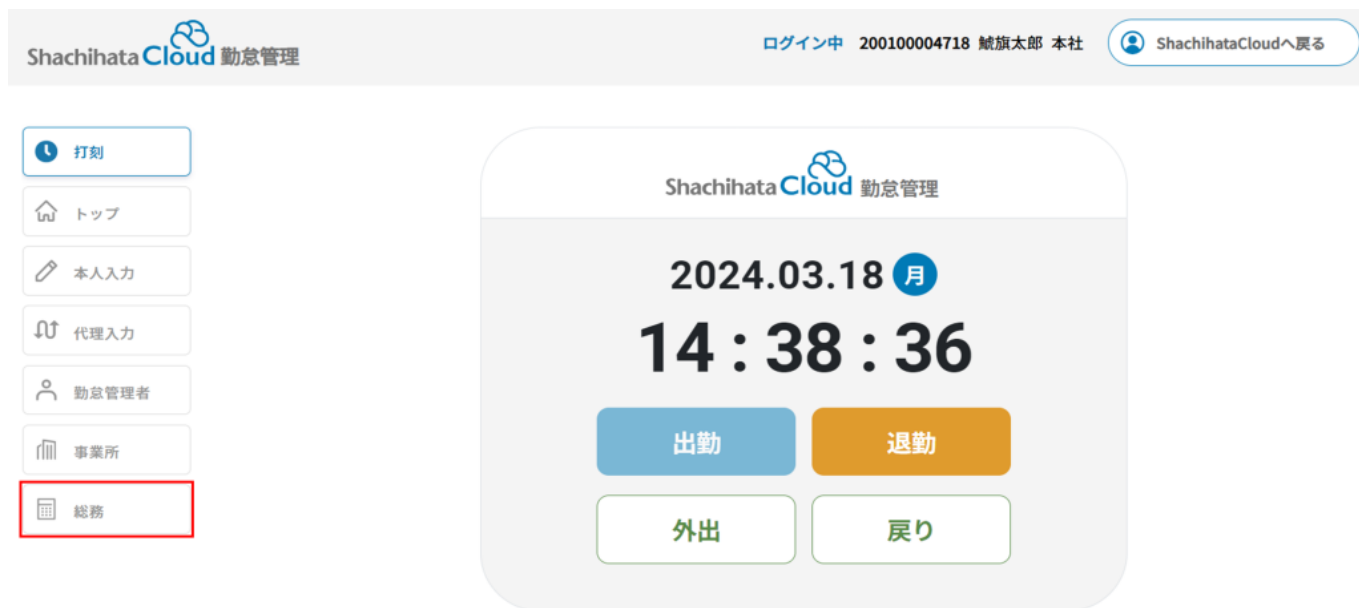 Shachihata Cloud 勤怠管理
ログイン中 200100004718 鯱旗太郎 本社
ShachihataCloudへ戻る
打刻
トップ
本人入力
代理入力
勤怠管理者
事業所
総務
Shachihata Cloud 勤怠管理
2024.03.18 月
14 : 38 : 36
出勤 退勤
外出 戻り